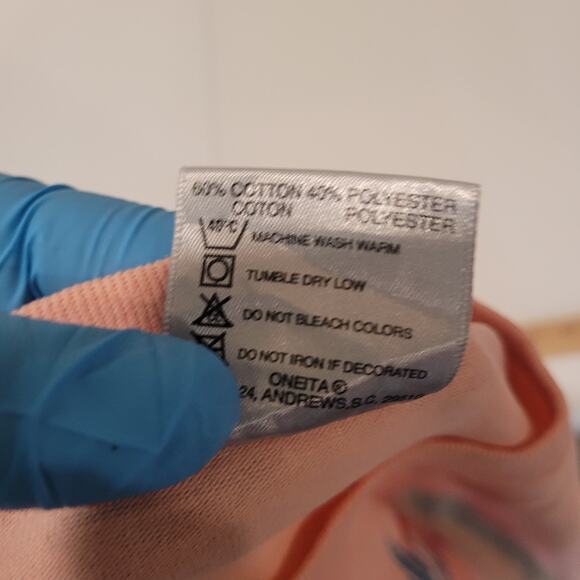 60% COTTON 40% POLYESTER
COTON POLYESTER
40°C
MACHINE WASH WARM
TUMBLE DRY LOW
DO NOT BLEACH COLORS
DO NOT IRON IF DECORATED
ONEITA ®
24, ANDREWS, S.C.